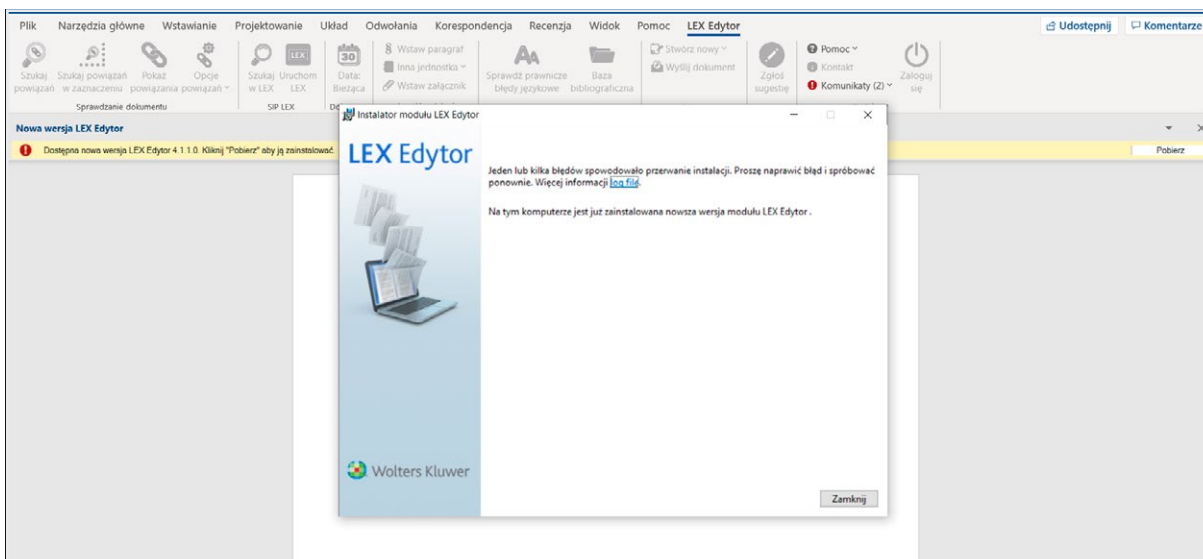 Plik Narzędzia główne Wstawianie Projektowanie Układ Odwołania Korespondencja Recenzja Widok Pomoc LEX Edytor Udostępnij Komentarze
Szukaj powiązań
Szukaj powiązań w zaznaczeniu
Pokaż powiązania
Opcje powiązań
Sprawdzanie dokumentu
Szukaj w LEX
LEX
Uruchom LEX
SIP LEX
30
Data: Bieżąca
§ Wstaw paragraf
Inna jednostka
Wstaw załącznik
Sprawdź prawnicze błędy językowe
Baza bibliograficzna
Stwórz nowy
Wyślij dokument
Zgłoś sugestię
Pomoc
Kontakt
Komunikaty (2)
Zaloguj się
Nowa wersja LEX Edytor
Dostępna nowa wersja LEX Edytor 4.1.1.0. Kliknij "Pobierz" aby ją zainstalować.
Pobierz
Instalator modułu LEX Edytor
LEX Edytor
Jeden lub kilka błędów spowodowało przerwanie instalacji. Proszę naprawić błąd i spróbować
ponownie. Więcej informacji log file.
Na tym komputerze jest już zainstalowana nowsza wersja modułu LEX Edytor .
Wolters Kluwer
Zamknij